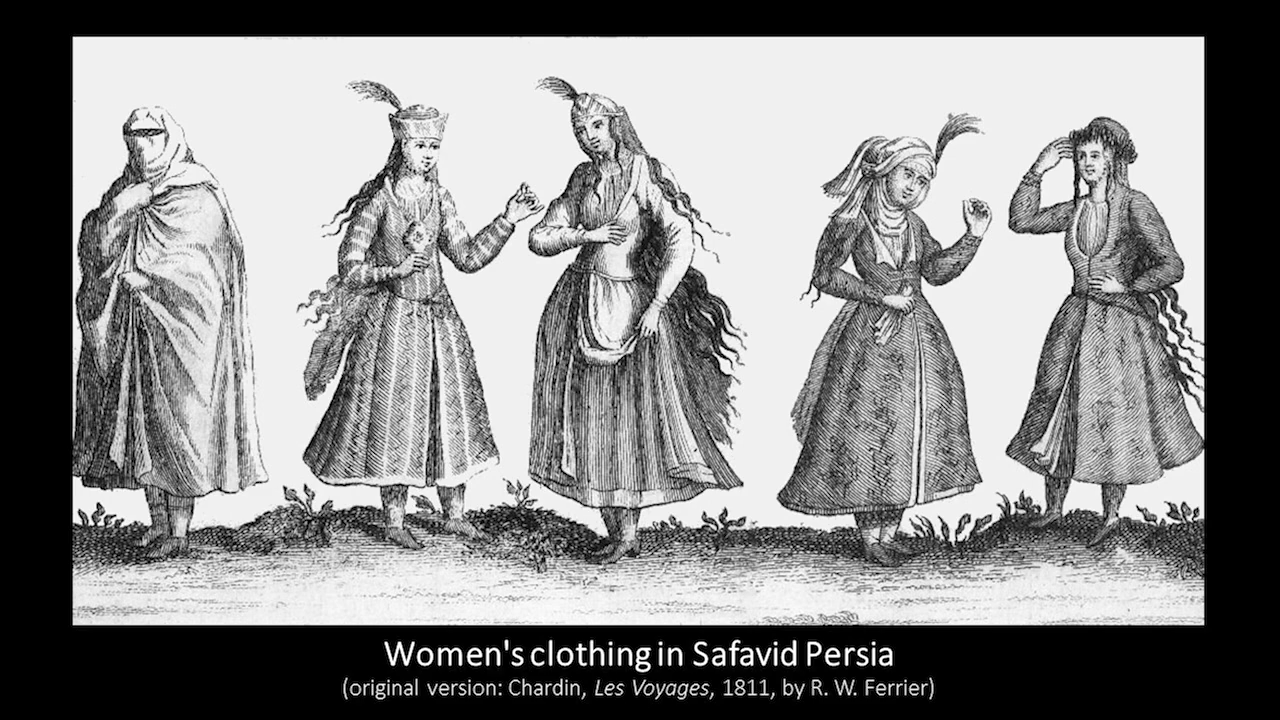 Women's clothing in Safavid Persia
(original version: Chardin, Les Voyages, 1811, by R. W. Ferrier)